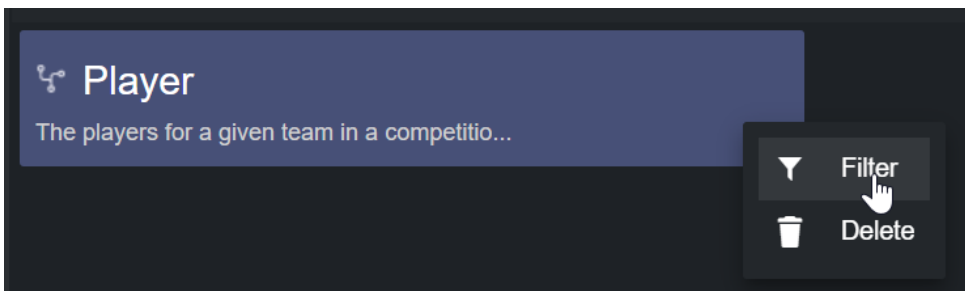 Player
The players for a given team in a competitio...
Filter
Delete